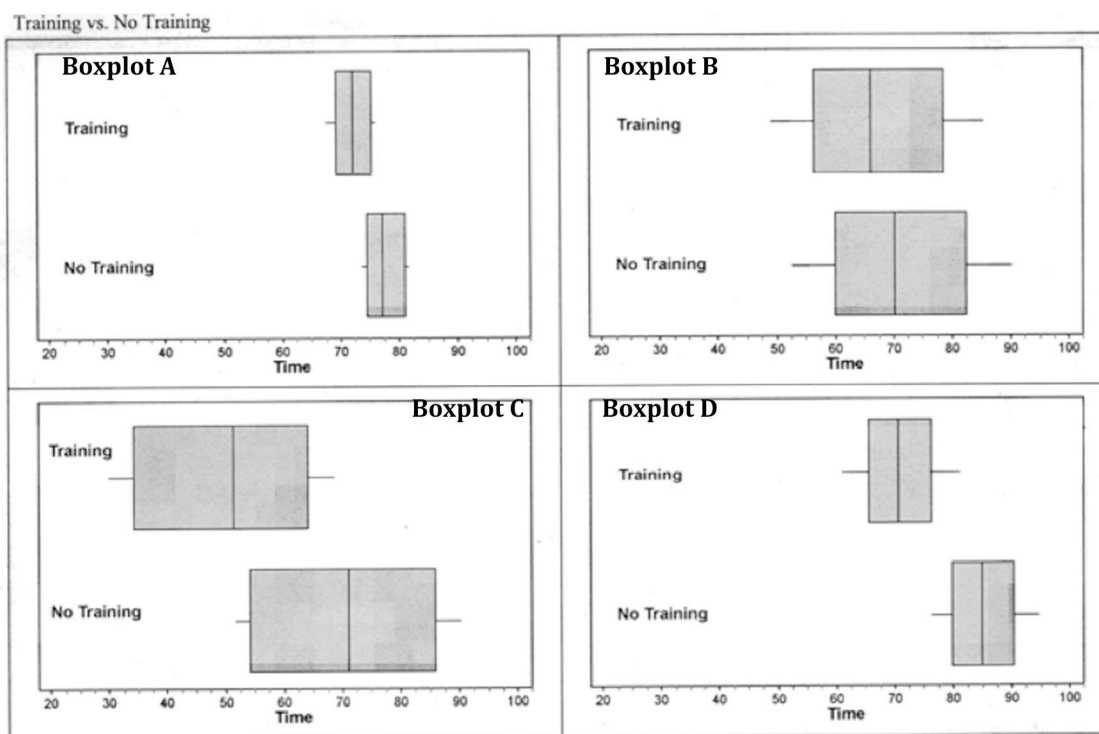 Training vs. No Training
Boxplot A
Training
No Training
20 30 40 50 60 70 80 90 100
Time
Boxplot B
Training
No Training
20 30 40 50 60 70 80 90 100
Time
Boxplot C
Training
No Training
20 30 40 50 60 70 80 90 100
Time
Boxplot D
Training
No Training
20 30 40 50 60 70 80 90 100
Time